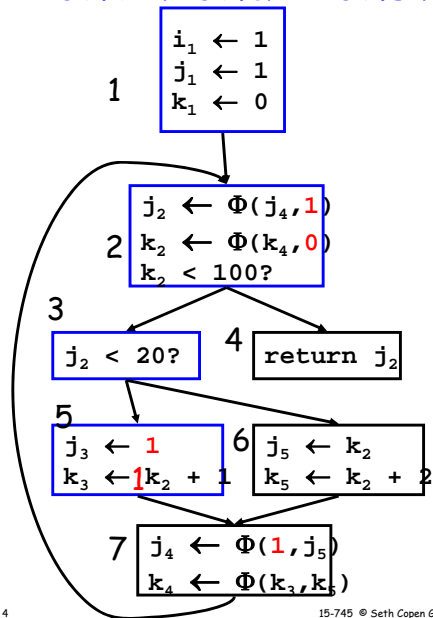 1
i₁ ← 1
j₁ ← 1
k₁ ← 0
2
j₂ ← Φ(j₄,1)
k₂ ← Φ(k₄,0)
k₂ < 100?
3
j₂ < 20?
4
return j₂
5
j₃ ← 1
k₃ ←1k₂ + 1
6
j₅ ← k₂
k₅ ← k₂ + 2
7
j₄ ← Φ(1,j₅)
k₄ ← Φ(k₃,k₅)
4
15-745 © Seth Copen G